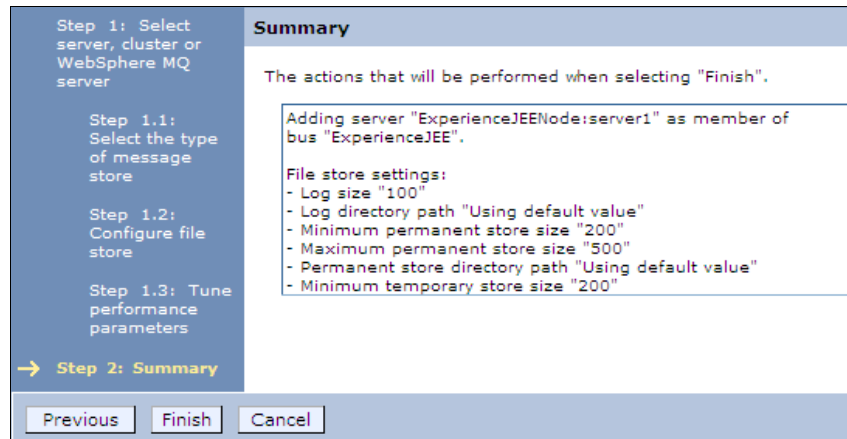 Step 1: Select
server, cluster or
WebSphere MQ
server
Step 1.1:
Select the type
of message
store
Step 1.2:
Configure file
store
Step 1.3: Tune
performance
parameters
Step 2: Summary
Summary
The actions that will be performed when selecting "Finish".
Adding server "ExperienceJEENode:server1" as member of
bus "ExperienceJEE".
File store settings:
- Log size "100"
- Log directory path "Using default value"
- Minimum permanent store size "200"
- Maximum permanent store size "500"
- Permanent store directory path "Using default value"
- Minimum temporary store size "200"
Previous Finish Cancel